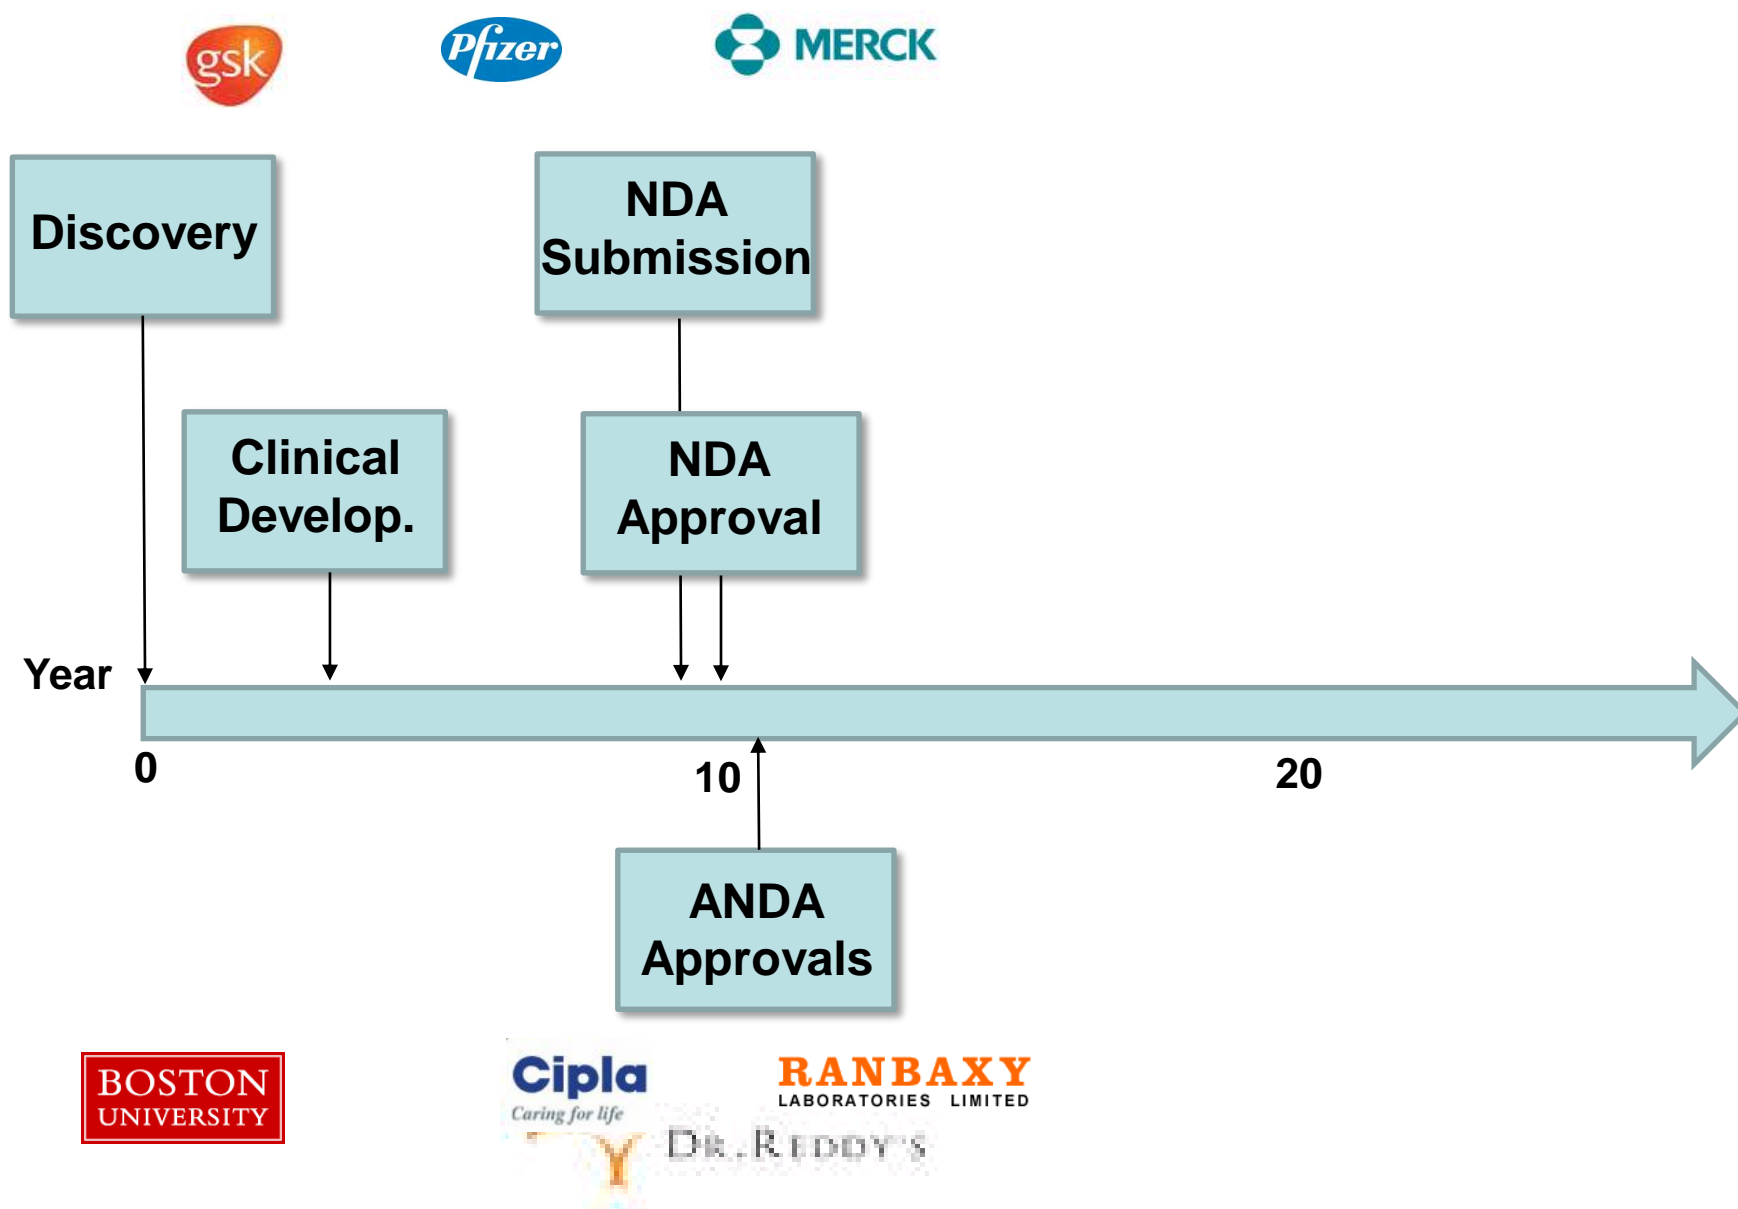 gsk
Pfizer
MERCK
Discovery
NDA
Submission
Clinical
Develop.
NDA
Approval
Year
0
10
20
ANDA
Approvals
BOSTON
UNIVERSITY
Cipla
Caring for life
RANBAXY
LABORATORIES LIMITED
DR. REDDY'S